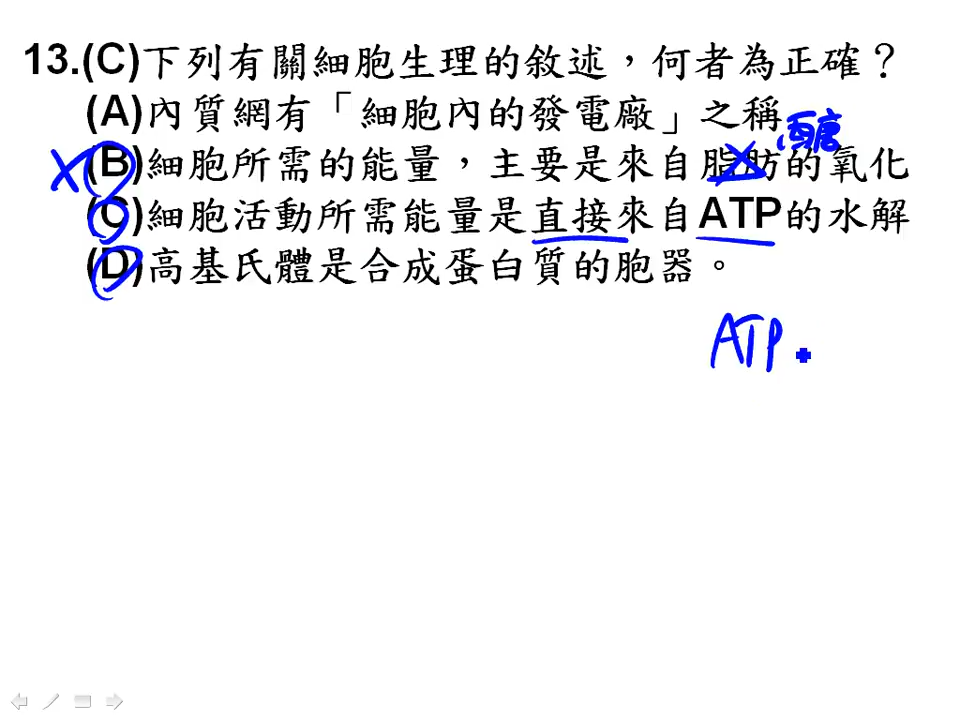 13.(C)下列有關細胞生理的敘述，何者為正確？
(A)內質網有「細胞內的發電廠」之稱
糖
(B)細胞所需的能量，主要是來自脂肪的氧化
(C)細胞活動所需能量是直接來自ATP的水解
(D)高基氏體是合成蛋白質的胞器。
ATP